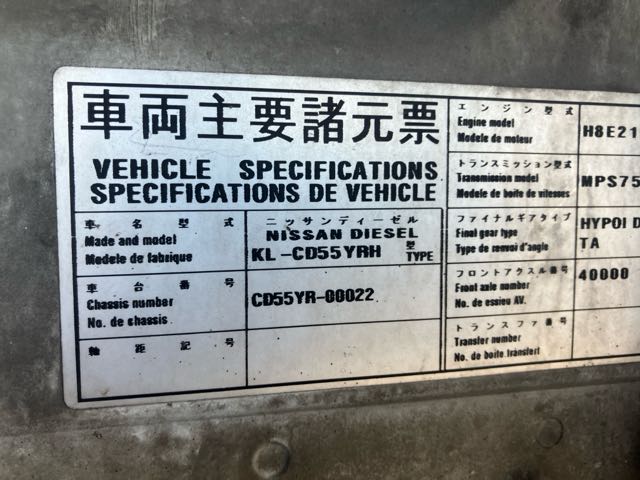 車両主要諸元票
VEHICLE SPECIFICATIONS
SPECIFICATIONS DE VEHICLE
車名型式
Made and model
Modele de fabrique
ニッサンディーゼル
NISSAN DIESEL
KL-CD55YRH 型 TYPE
車台番号
Chassis number
No. de chassis
CD55YR-00022
軸距記号
エンジン型式
Engine model
Modele de moteur
H8E21
トランスミッション型式
Transmission model
Modele de boite de vitesses
MPS75
ファイナルギアタイプ
Final gear type
Type de renvoi d'angle
HYPOI D
TA
フロントアクスル番号
Front axle number
No. de essieu AV.
40000
トランスファ番号
Transfer number
No. de boite transfert